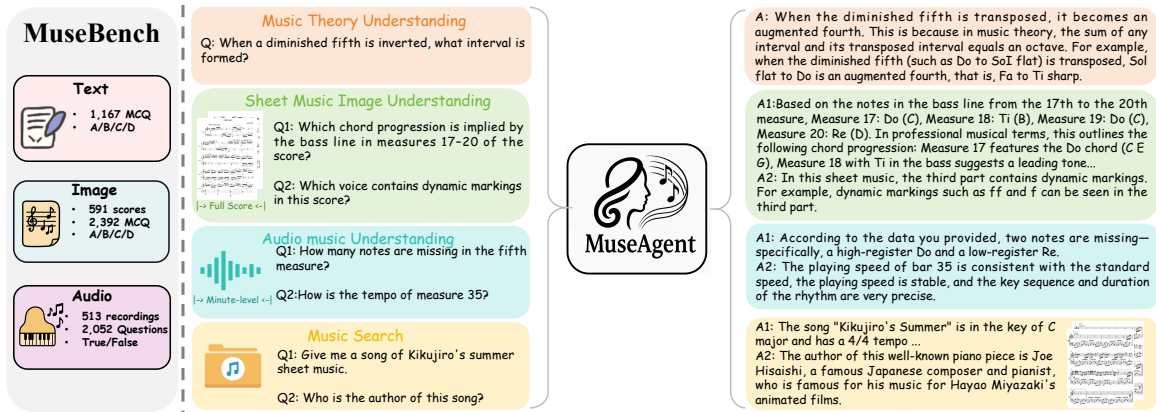 MuseBench
Text
• 1,167 MCQ
• A/B/C/D
Image
• 591 scores
• 2,392 MCQ
• A/B/C/D
Audio
• 513 recordings
• 2,052 Questions
• True/False
Music Theory Understanding
Q: When a diminished fifth is inverted, what interval is
formed?
Sheet Music Image Understanding
Q1: Which chord progression is implied by
the bass line in measures 17-20 of the
score?
Q2: Which voice contains dynamic markings
in this score?
|-> Full Score <-|
Audio music Understanding
Q1: How many notes are missing in the fifth
measure?
Q2:How is the tempo of measure 35?
|-> Minute-level <-|
Music Search
Q1: Give me a song of Kikujiro's summer
sheet music.
Q2: Who is the author of this song?
MuseAgent
A: When the diminished fifth is transposed, it becomes an
augmented fourth. This is because in music theory, the sum of any
interval and its transposed interval equals an octave. For example,
when the diminished fifth (such as Do to SoI flat) is transposed, Sol
flat to Do is an augmented fourth, that is, Fa to Ti sharp.
A1:Based on the notes in the bass line from the 17th to the 20th
measure, Measure 17: Do (C), Measure 18: Ti (B), Measure 19: Do (C),
Measure 20: Re (D). In professional musical terms, this outlines the
following chord progression: Measure 17 features the Do chord (C E
G), Measure 18 with Ti in the bass suggests a leading tone...
A2: In this sheet music, the third part contains dynamic markings.
For example, dynamic markings such as ff and f can be seen in the
third part.
A1: According to the data you provided, two notes are missing—
specifically, a high-register Do and a low-register Re.
A2: The playing speed of bar 35 is consistent with the standard
speed, the playing speed is stable, and the key sequence and duration
of the rhythm are very precise.
A1: The song "Kikujiro's Summer" is in the key of C
major and has a 4/4 tempo ...
A2: The author of this well-known piano piece is Joe
Hisaishi, a famous Japanese composer and pianist,
who is famous for his music for Hayao Miyazaki's
animated films.